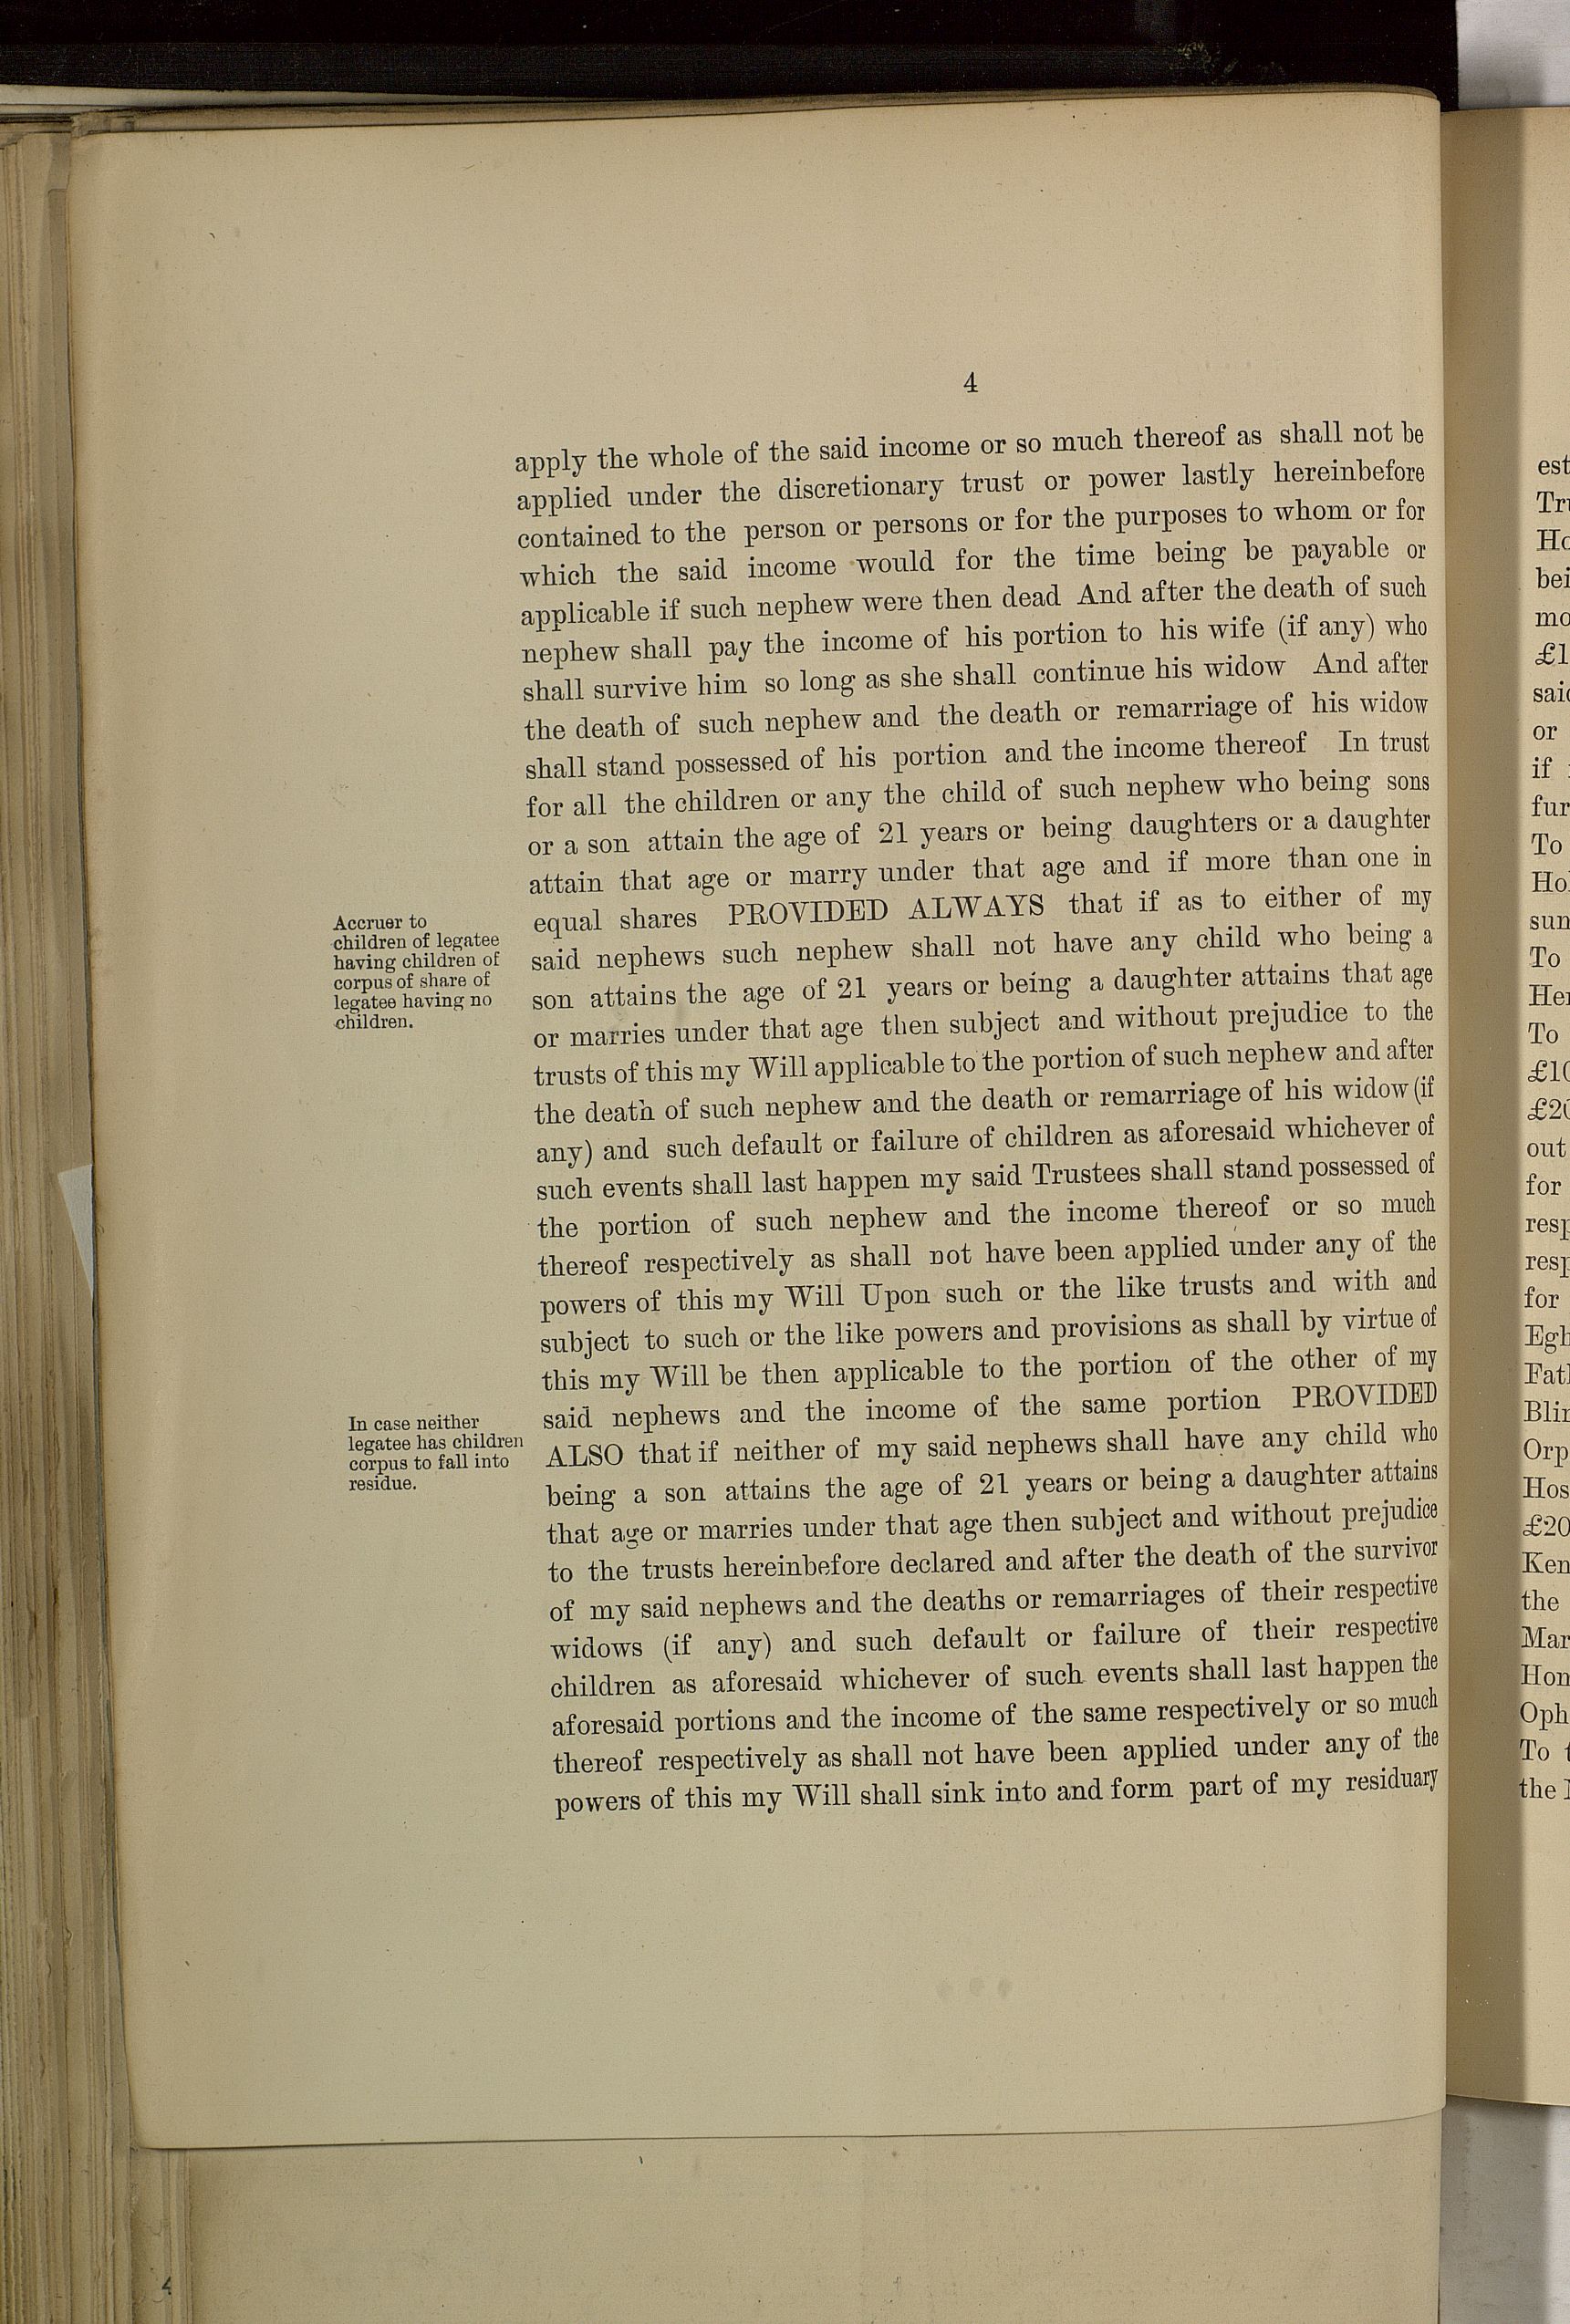 4
apply the whole of the said income or so much thereof as shall not be
applied under the discretionary trust or power lastly hereinbefore
contained to the person or persons or for the purposes to whom or for
which the said income would for the time being be payable or
applicable if such nephew were then dead And after the death of such
nephew shall pay the income of his portion to his wife (if any) who
shall survive him so long as she shall continue his widow And after
the death of such nephew and the death or remarriage of his widow
shall stand possessed of his portion and the income thereof In trust
for all the children or any the child of such nephew who being sons
or a son attain the age of 21 years or being daughters or a daughter
attain that age or marry under that age and if more than one in
Accruer to
children of legatee
having children of
corpus of share of
legatee having no
children.
equal shares PROVIDED ALWAYS that if as to either of my
said nephews such nephew shall not have any child who being a
son attains the age of 21 years or being a daughter attains that age
or marries under that age then subject and without prejudice to the
trusts of this my Will applicable to the portion of such nephew and after
the death of such nephew and the death or remarriage of his widow (if
any) and such default or failure of children as aforesaid whichever of
such events shall last happen my said Trustees shall stand possessed of
the portion of such nephew and the income thereof or so much
thereof respectively as shall not have been applied under any of the
powers of this my Will Upon such or the like trusts and with and
subject to such or the like powers and provisions as shall by virtue of
this my Will be then applicable to the portion of the other of my
said nephews and the income of the same portion PROVIDED
In case neither
legatee has children
corpus to fall into
residue.
ALSO that if neither of my said nephews shall have any child who
being a son attains the age of 21 years or being a daughter attains
that age or marries under that age then subject and without prejudice
to the trusts hereinbefore declared and after the death of the survivor
of my said nephews and the deaths or remarriages of their respective
widows (if any) and such default or failure of their respective
children as aforesaid whichever of such events shall last happen the
aforesaid portions and the income of the same respectively or so much
thereof respectively as shall not have been applied under any of the
powers of this my Will shall sink into and form part of my residuary